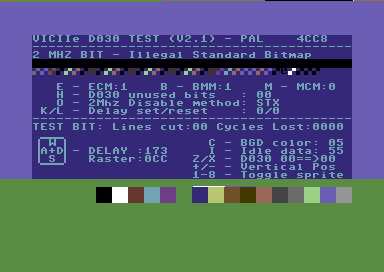 VICIIe D030 TEST (V2.1) - PAL 4CC8
2 MHZ BIT - Illegal Standard Bitmap
E - ECM:1 B - BMM:1 M - MCM:0
H - D030 unused bits : 00
O - 2Mhz Disable method: STX
K/L - Delay set/reset : 0/0
TEST BIT: Lines cut:00 Cycles Lost:0000
W C - BGD color: 05
A+D - DELAY :173 I - Idle data: 55
S Raster:0CC Z/X - D030 00==>00
+/- - Vertical Pos
1-8 - Toggle sprite